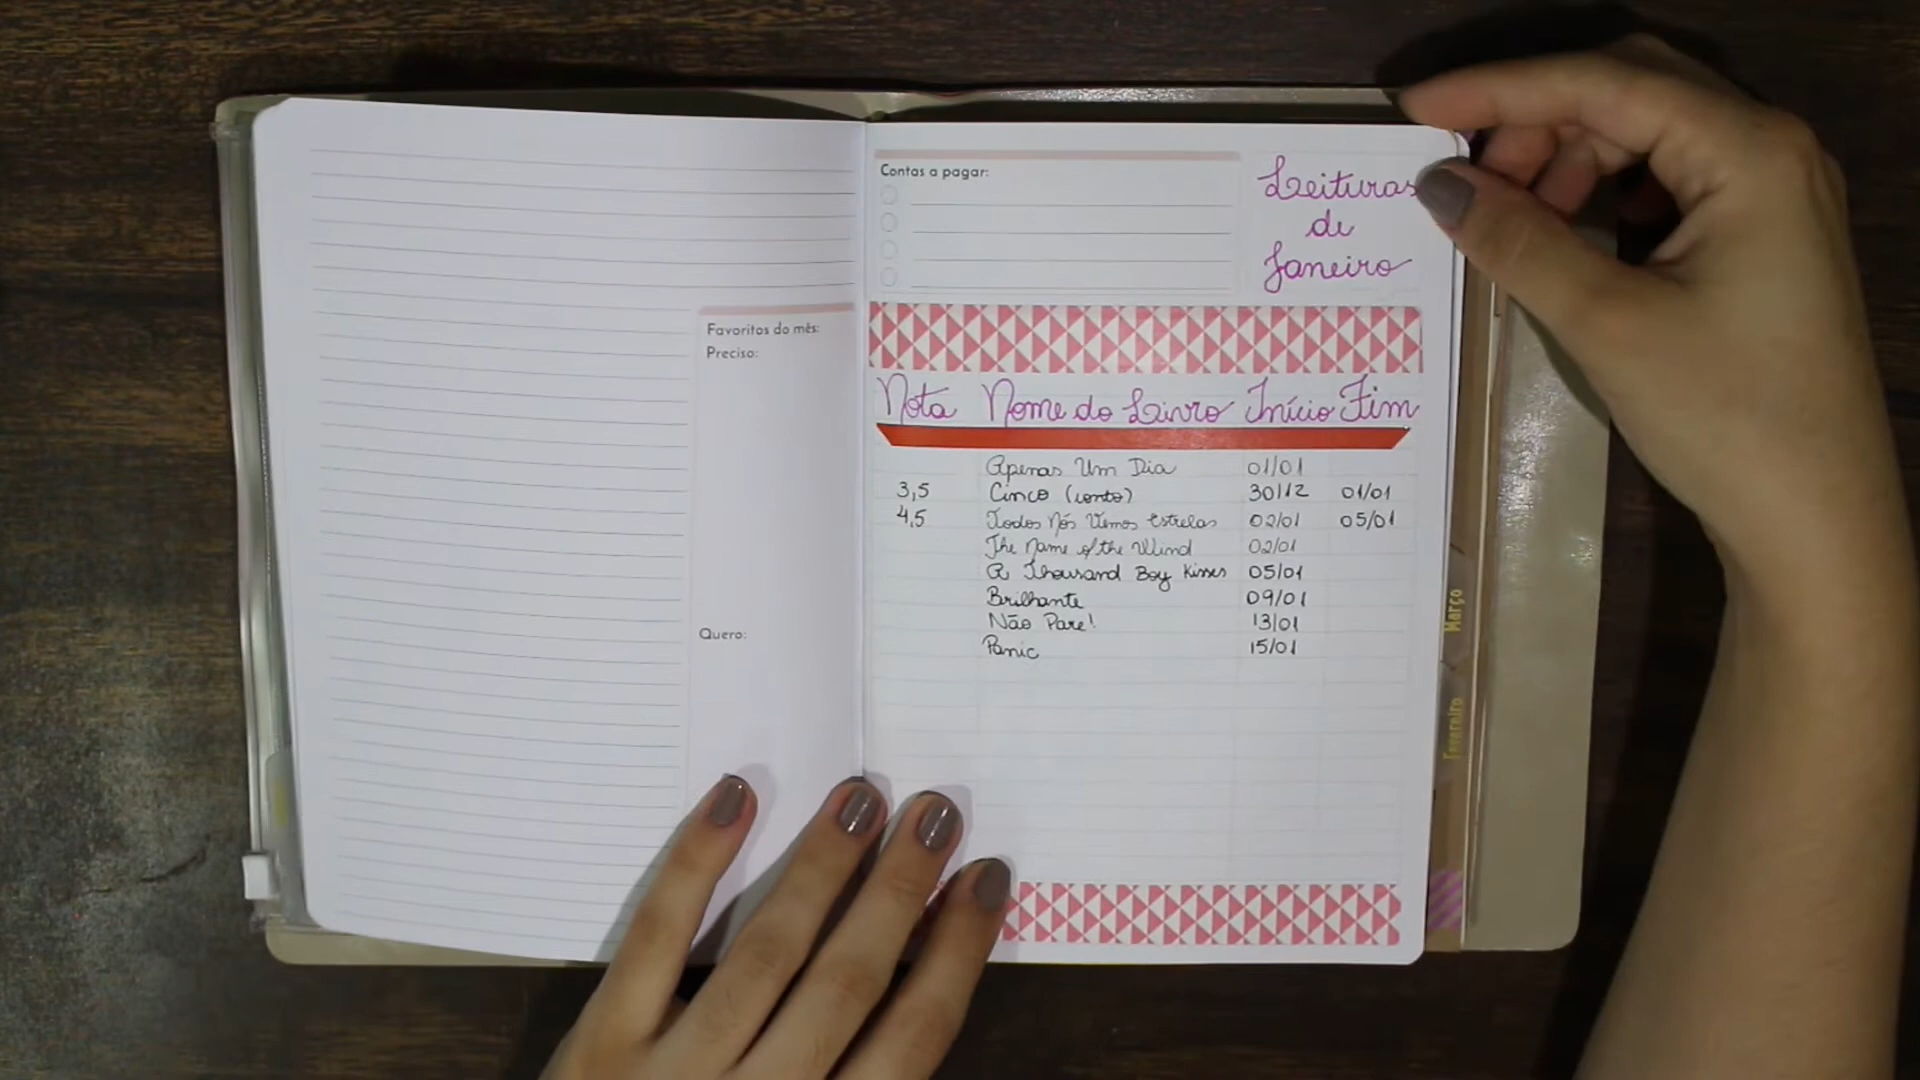 Favoritos do mês:
Preciso:
Quero:
Contas a pagar:
Leituras
de
Janeiro
Nota Nome do Livro Início Fim
Apenas Um Dia 01/01
3,5 Cinco (conto) 30/12 01/01
4,5 Todos Nós Vemos Estrelas 02/01 05/01
The Name of the Wind 02/01
A Thousand Boy Kisses 05/01
Brilhante 09/01
Não Pare! 13/01
Panic 15/01
Março
Fevereiro